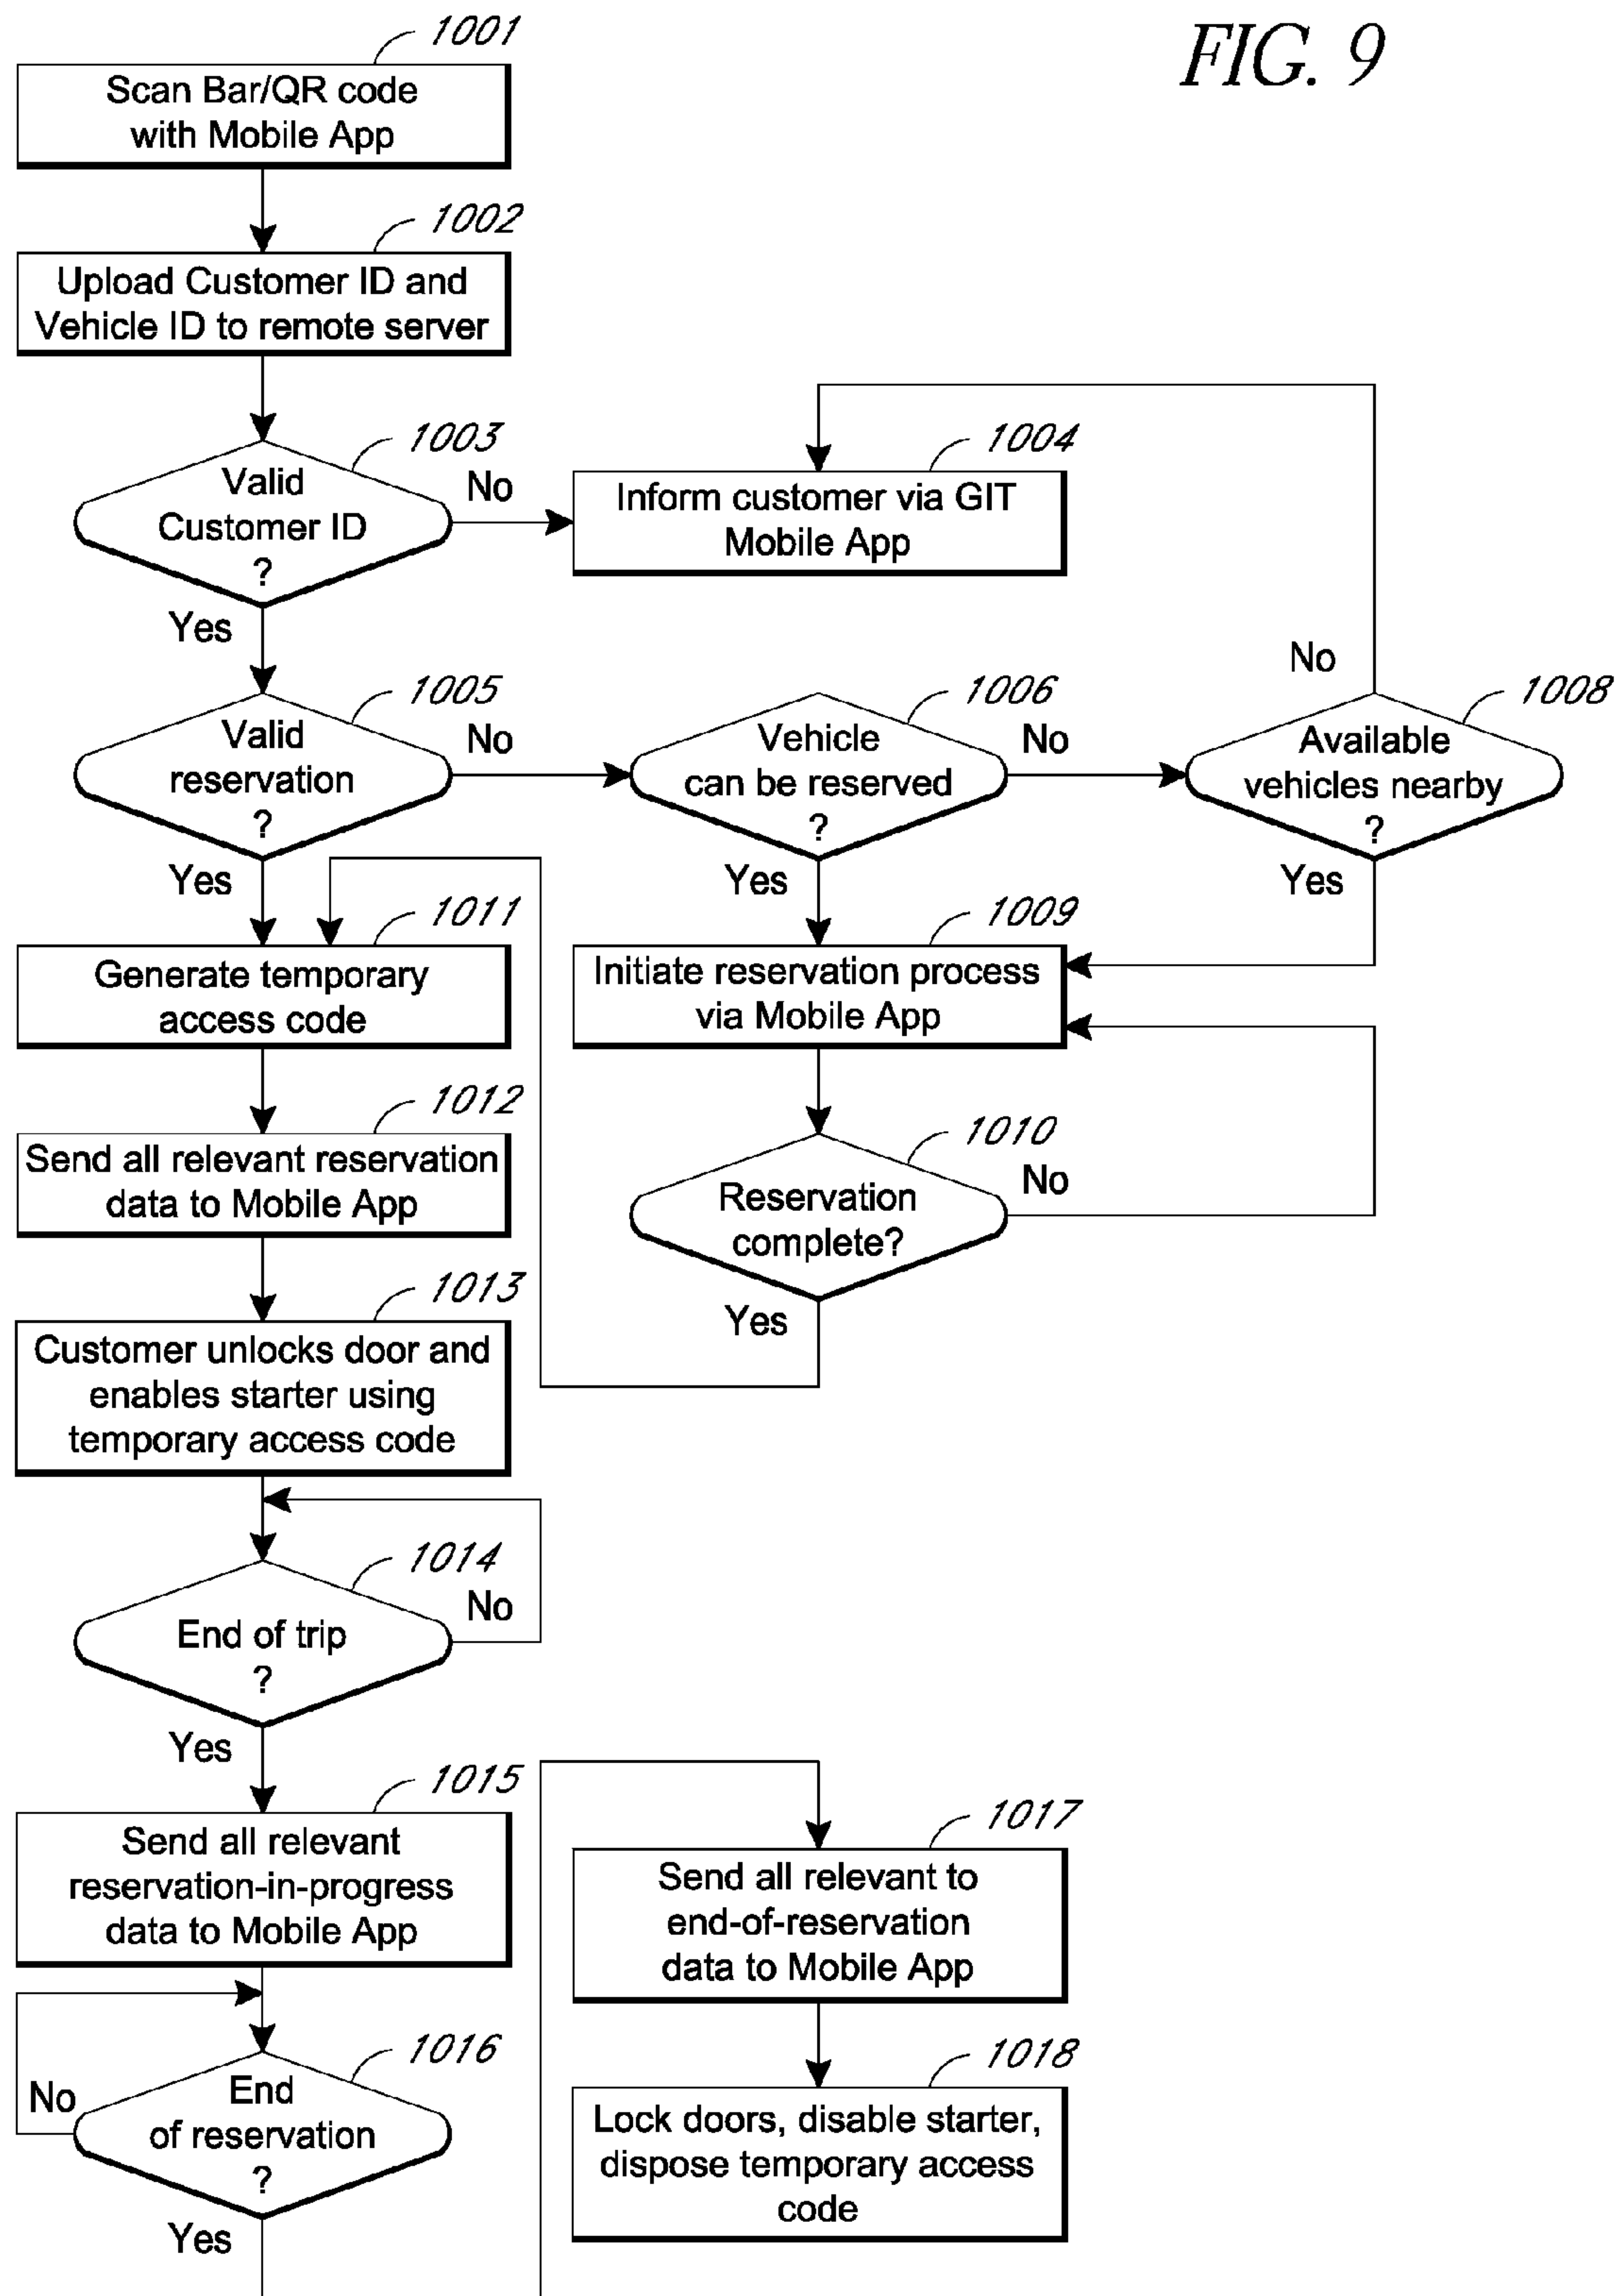 FIG. 9
1001
Scan Bar/QR code
with Mobile App
1002
Upload Customer ID and
Vehicle ID to remote server
1003
Valid
Customer ID
?
No
Yes
1004
Inform customer via GIT
Mobile App
1005
Valid
reservation
?
No
Yes
1006
Vehicle
can be reserved
?
No
Yes
1008
Available
vehicles nearby
?
No
Yes
1009
Initiate reservation process
via Mobile App
1010
Reservation
complete?
No
Yes
1011
Generate temporary
access code
1012
Send all relevant reservation
data to Mobile App
1013
Customer unlocks door and
enables starter using
temporary access code
1014
End of trip
?
No
Yes
1015
Send all relevant
reservation-in-progress
data to Mobile App
1016
End
of reservation
?
No
Yes
1017
Send all relevant to
end-of-reservation
data to Mobile App
1018
Lock doors, disable starter,
dispose temporary access
code